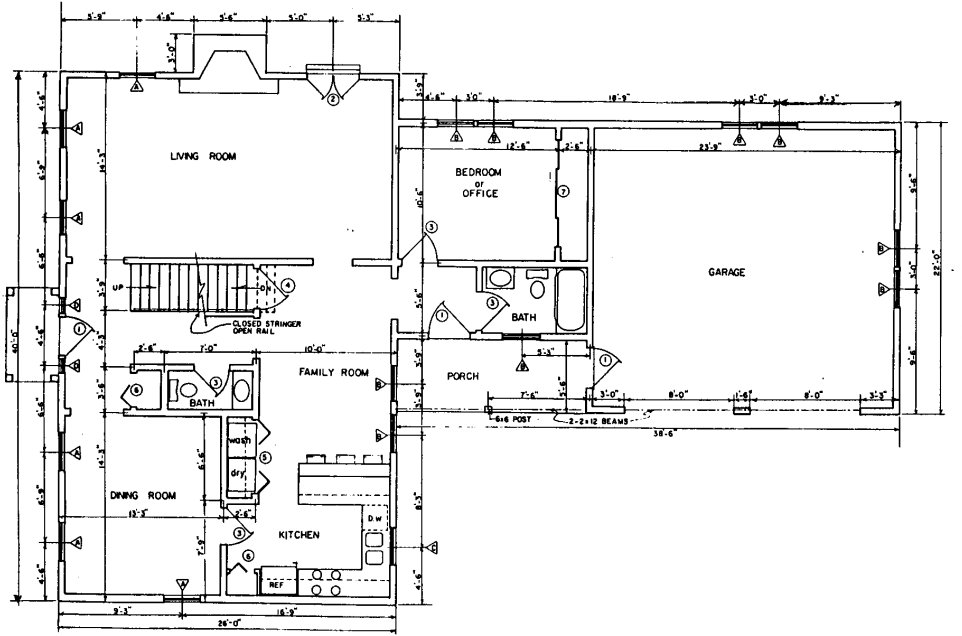 5'-9" 4'-6" 5'-6" 5'-0" 5'-3"
3'-0"
A
2
4'-6"
3'-9"
4'-6" 3'0" 18'-9" 3'-0" 9'-3"
A
D B B B
12'-6" 2'-6" 23'-9"
LIVING ROOM
14'-3"
6'-9"
BEDROOM
or
OFFICE
10'-6"
7
9'-6"
A
3
B
GARAGE
3'-0"
22'-0"
6'-6"
UP
DN
4
3'-9"
B
D
CLOSED STRINGER
OPEN RAIL
5'-6"
1
3
BATH
40'-0"
1
4'-6"
B
5'-3"
1
9'-6"
2'-6" 7'-0" 10'-0"
D
FAMILY ROOM
3'-9"
PORCH
5'-6"
3
6
BATH
B
3'-6"
7'-6" 3'-0" 8'-0" 1'-6" 8'-0" 3'-3"
6x6 POST
2-2x12 BEAMS
38'-6"
6'-6"
B
wash
dry
5
6'-6"
A
14'-3"
DINING ROOM
13'-3"
2'-6"
8'-3"
D.W
6'-9"
3
KITCHEN
7'-9"
A
C
6
REF
4'-6"
A
4'-6"
9'-3" 16'-9"
26'-0"